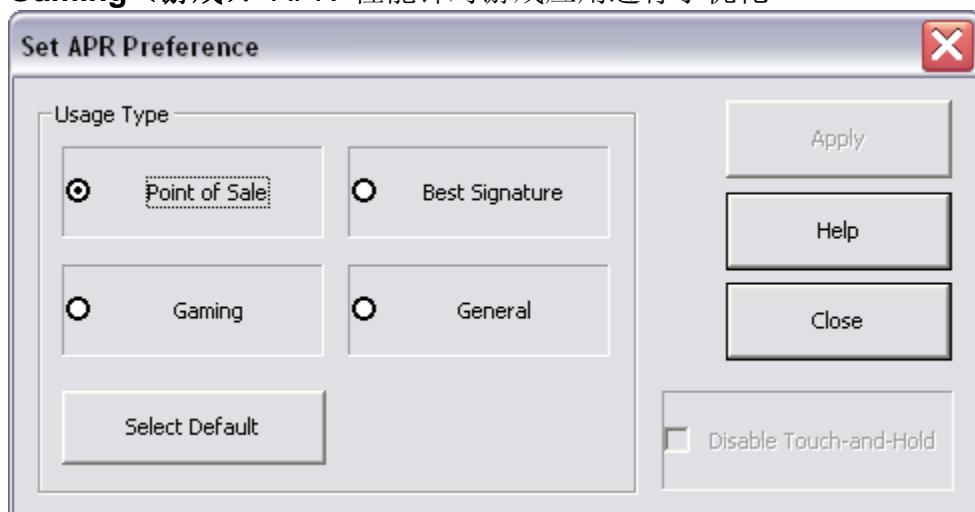 Set APR Preference
Usage Type
Point of Sale
Best Signature
Gaming
General
Select Default
Apply
Help
Close
Disable Touch-and-Hold